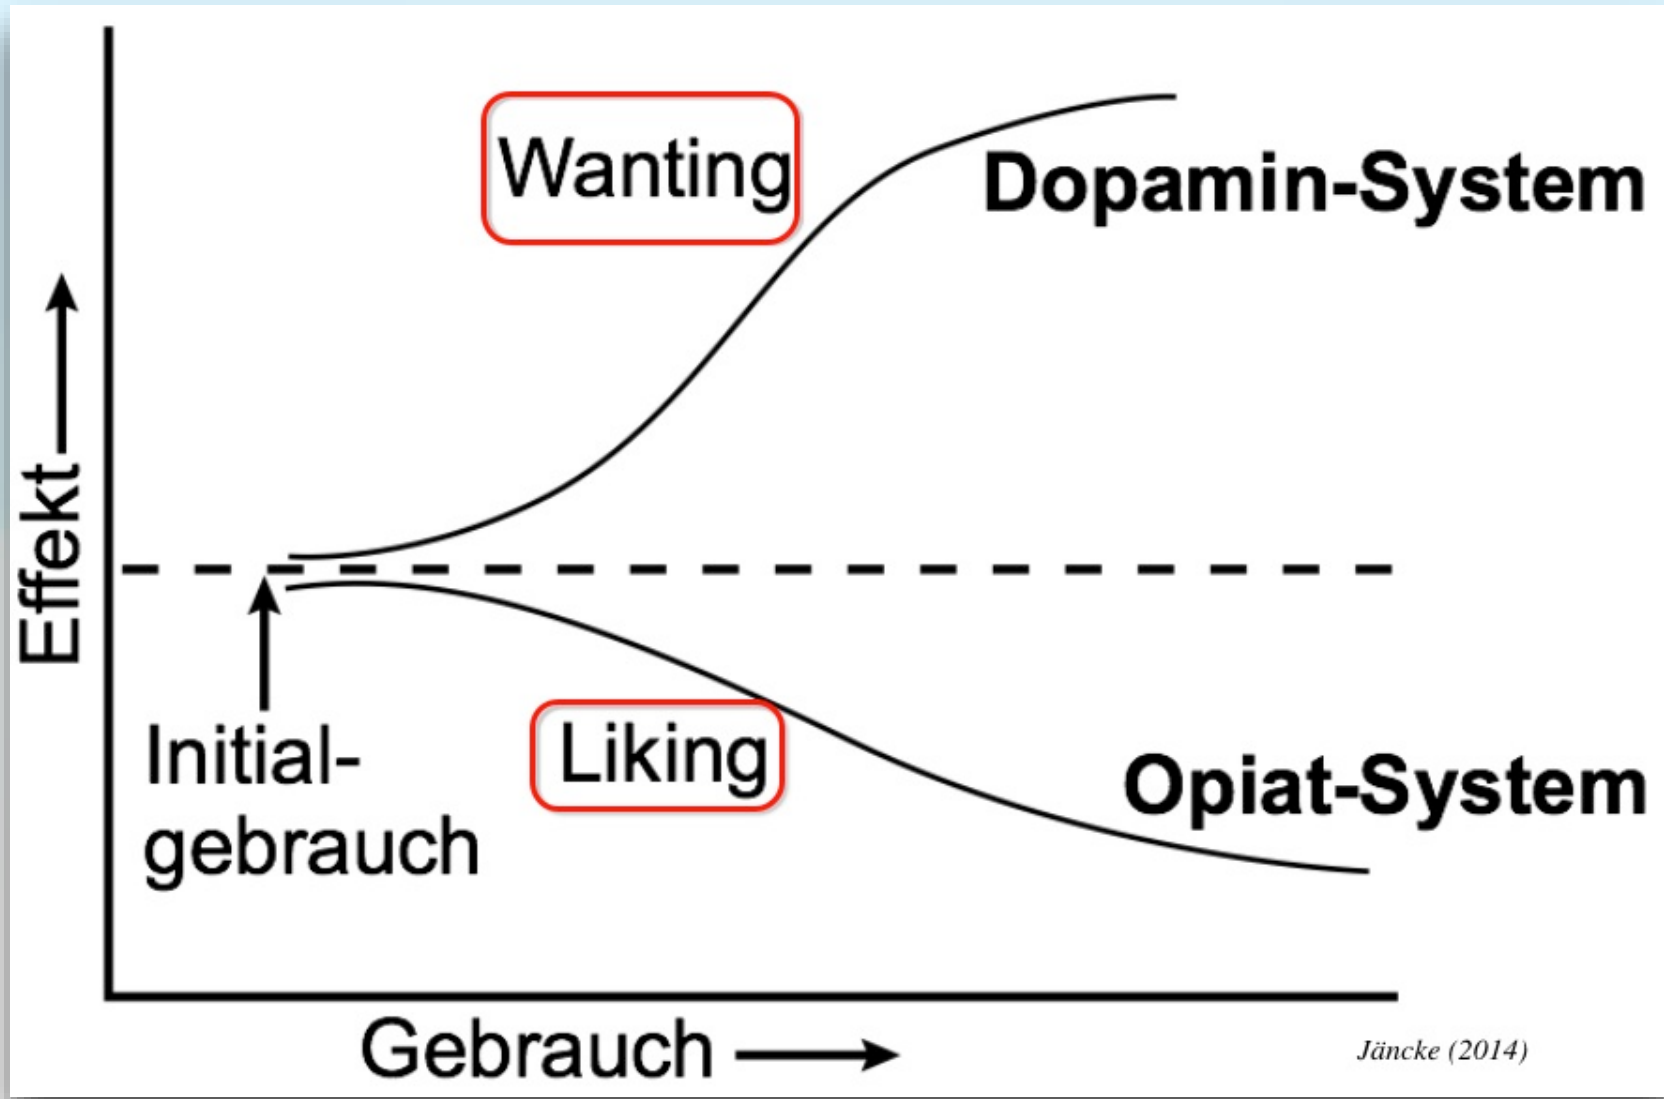 Wanting
Dopamin-System
Effekt
Initial-
gebrauch
Liking
Opiat-System
Gebrauch
Jäncke (2014)